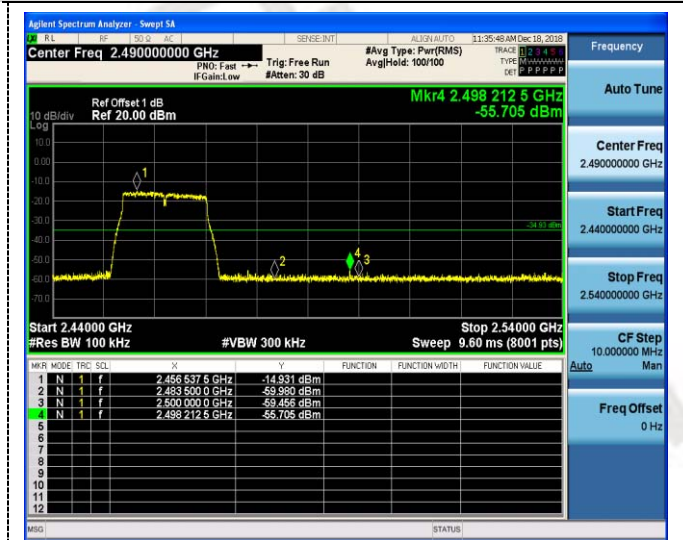 Agilent Spectrum Analyzer - Swept SA
RL RF 50 Ω AC SENSE:INT ALIGN AUTO 11:35:48 AM Dec 18, 2018
Center Freq 2.490000000 GHz #Avg Type: Pwr(RMS) TRACE 1 2 3 4 5 6
PNO: Fast Trig: Free Run Avg|Hold: 100/100 TYPE M
IFGain:Low #Atten: 30 dB DET P P P P P P
Mkr4 2.498 212 5 GHz
-55.705 dBm
Ref Offset 1 dB
10 dB/div Ref 20.00 dBm
Log
10.0
0.00
-10.0
-20.0
-30.0
-40.0
-50.0
-60.0
-70.0
1
2
4
3
-34.93 dBm
Start 2.44000 GHz Stop 2.54000 GHz
#Res BW 100 kHz #VBW 300 kHz Sweep 9.60 ms (8001 pts)
MKR MODE TRC SCL X Y FUNCTION FUNCTION WIDTH FUNCTION VALUE
1 N 1 f 2.456 537 5 GHz -14.931 dBm
2 N 1 f 2.483 500 0 GHz -59.980 dBm
3 N 1 f 2.500 000 0 GHz -59.456 dBm
4 N 1 f 2.498 212 5 GHz -55.705 dBm
5
6
7
8
9
10
11
12
MSG STATUS
Frequency
Auto Tune
Center Freq
2.490000000 GHz
Start Freq
2.440000000 GHz
Stop Freq
2.540000000 GHz
CF Step
10.000000 MHz
Auto Man
Freq Offset
0 Hz